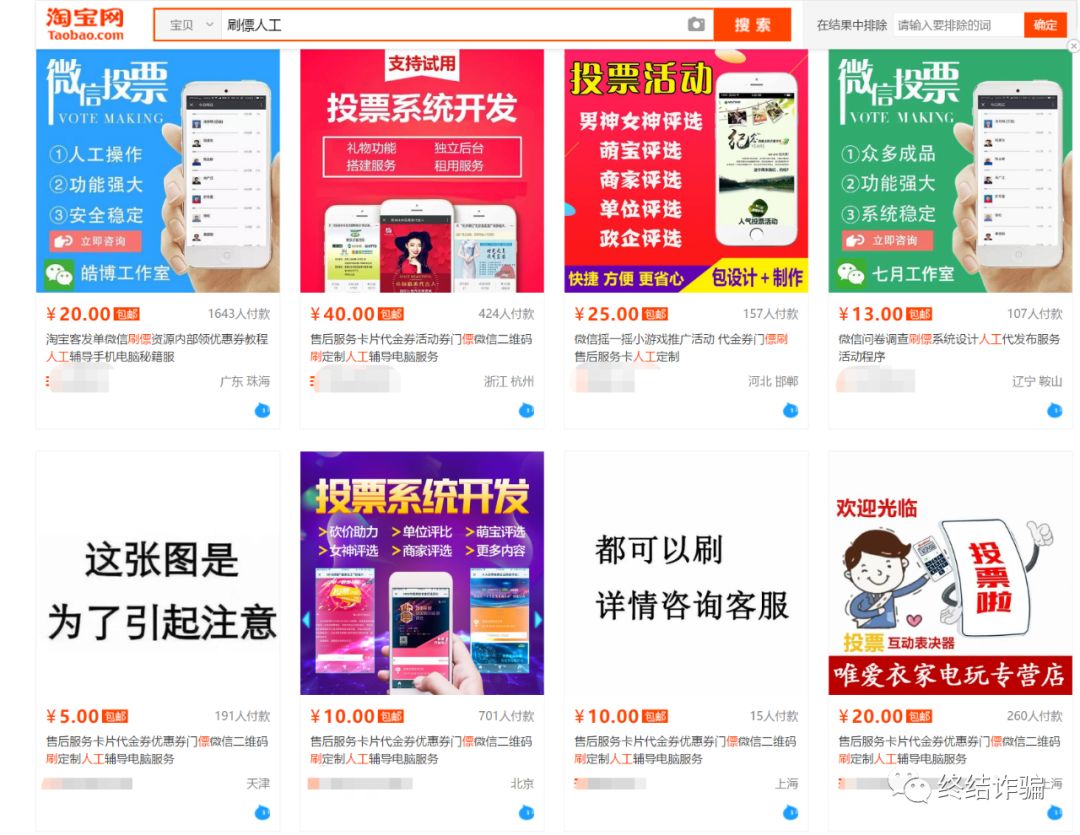 淘宝网
Taobao.com
宝贝
刷僄人工
搜索
在结果中排除
请输入要排除的词
确定
微信投票
VOTE MAKING
①人工操作
②功能强大
③安全稳定
立即咨询
皓博工作室
支持试用
投票系统开发
礼物功能 独立后台
搭建服务 租用服务
投票活动
男神女神评选
萌宝评选
商家评选
单位评选
政企评选
人气投票活动
快捷 方便 更省心
包设计+制作
微信投票
VOTE MAKING
①众多成品
②功能强大
③系统稳定
立即咨询
七月工作室
¥20.00 包邮 1643人付款
淘宝客发单微信刷僄资源内部领优惠券教程
人工辅导手机电脑秘籍服
广东 珠海
¥40.00 包邮 424人付款
售后服务卡片代金券活动券门僄微信二维码
刷定制人工辅导电脑服务
浙江 杭州
¥25.00 包邮 157人付款
微信摇一摇小游戏推广活动 代金券门僄刷
售后服务卡人工定制
河北 邯郸
¥13.00 包邮 107人付款
微信问卷调查刷僄系统设计人工代发布服务
活动程序
辽宁 鞍山
这张图是
为了引起注意
投票系统开发
>砍价助力 >单位评比 >萌宝评选
>女神评选 >商家评选 >更多内容
都可以刷
详情咨询客服
欢迎光临
投票啦
投票互动表决器
唯爱衣家电玩专营店
¥5.00 包邮 191人付款
售后服务卡片代金券优惠券门僄微信二维码
刷定制人工辅导电脑服务
天津
¥10.00 包邮 701人付款
售后服务卡片代金券优惠券门僄微信二维码
刷定制人工辅导电脑服务
北京
¥10.00 包邮 15人付款
售后服务卡片代金券优惠券门僄微信二维码
刷定制人工辅导电脑服务
上海
¥20.00 包邮 260人付款
售后服务卡片代金券优惠券门僄微信二维码
刷定制人工辅导电脑服务
上海
终结诈骗